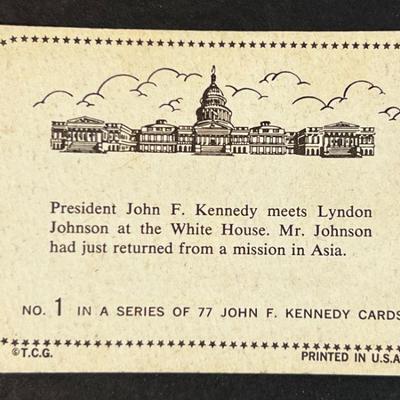 President John F. Kennedy meets Lyndon
Johnson at the White House. Mr. Johnson
had just returned from a mission in Asia.
NO. 1 IN A SERIES OF 77 JOHN F. KENNEDY CARDS
©T.C.G. PRINTED IN U.S.A